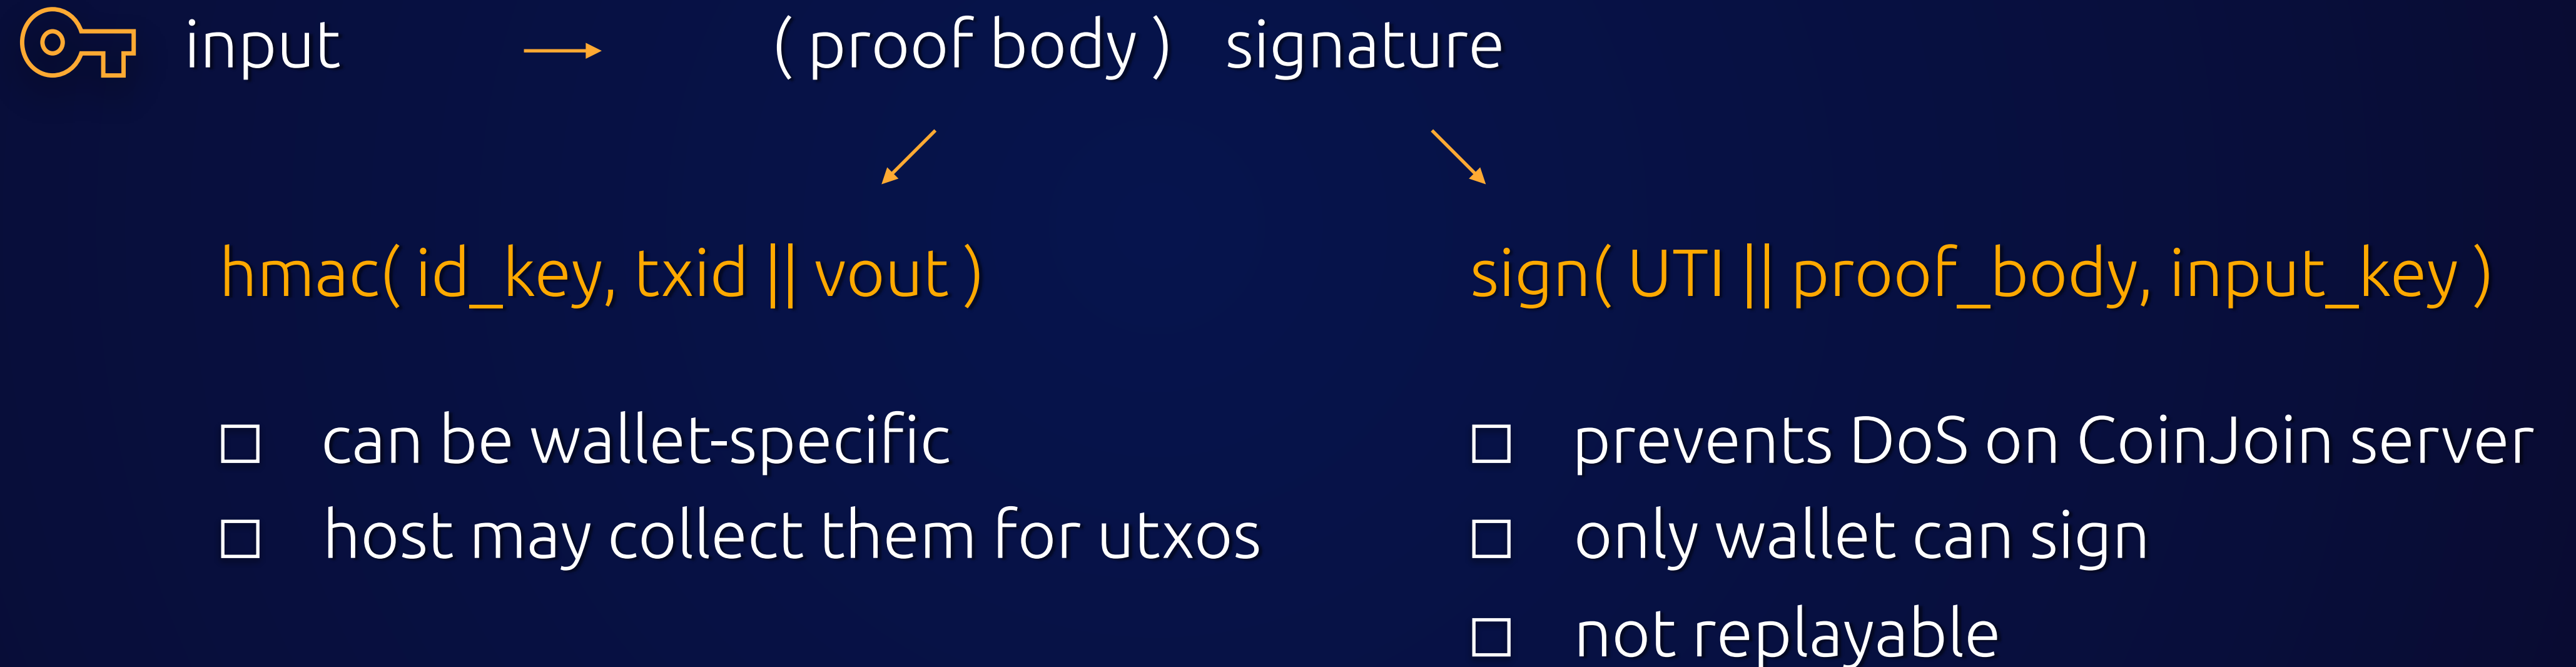 input → ( proof body ) signature
hmac( id_key, txid || vout )
sign( UTI || proof_body, input_key )
☐ can be wallet-specific
☐ host may collect them for utxos
☐ prevents DoS on CoinJoin server
☐ only wallet can sign
☐ not replayable